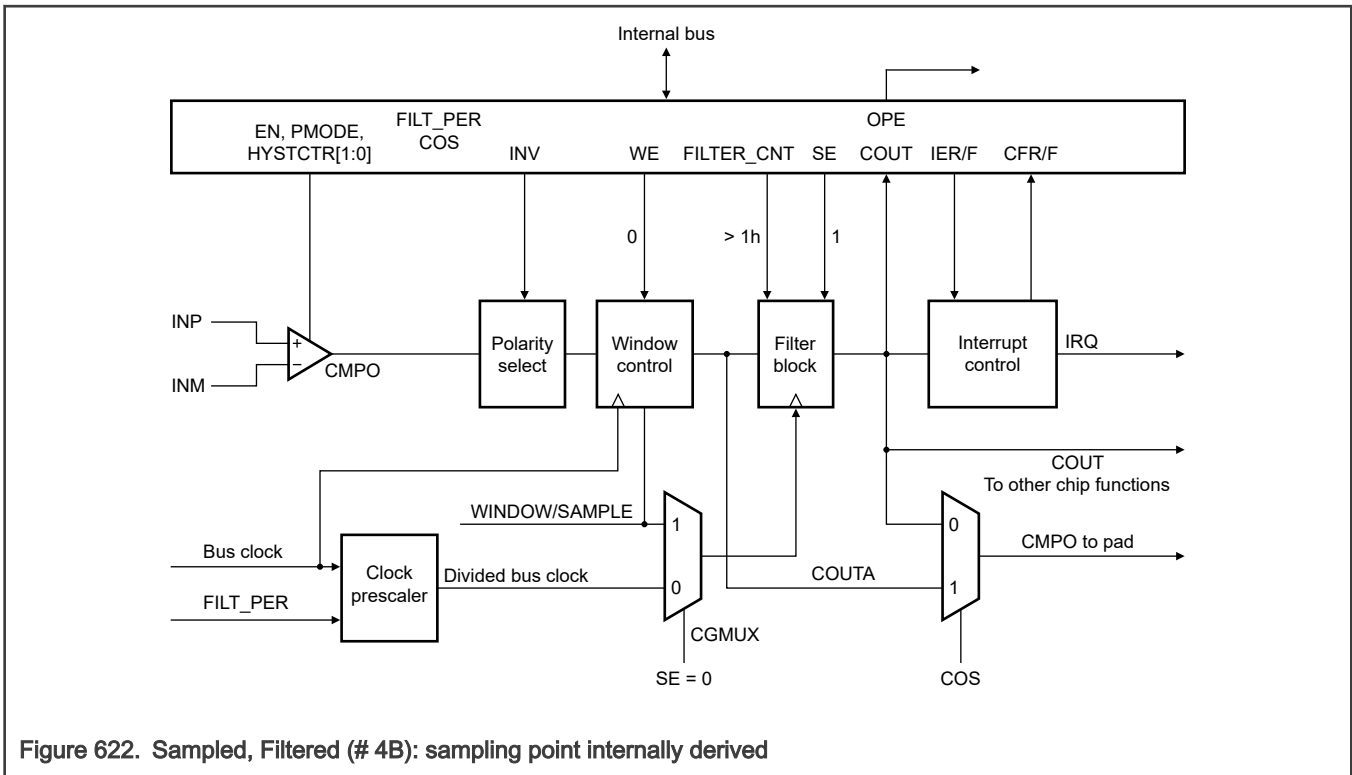 Internal bus
EN, PMODE,
HYSTCTR[1:0]
FILT_PER
COS
INV
WE
FILTER_CNT
SE
OPE
COUT
IER/F
CFR/F
0
> 1h
1
INP
INM
+
−
CMPO
Polarity
select
Window
control
Filter
block
Interrupt
control
IRQ
COUT
To other chip functions
WINDOW/SAMPLE
1
0
Bus clock
FILT_PER
Clock
prescaler
Divided bus clock
CGMUX
SE = 0
COUTA
0
1
CMPO to pad
COS
Figure 622. Sampled, Filtered (# 4B): sampling point internally derived